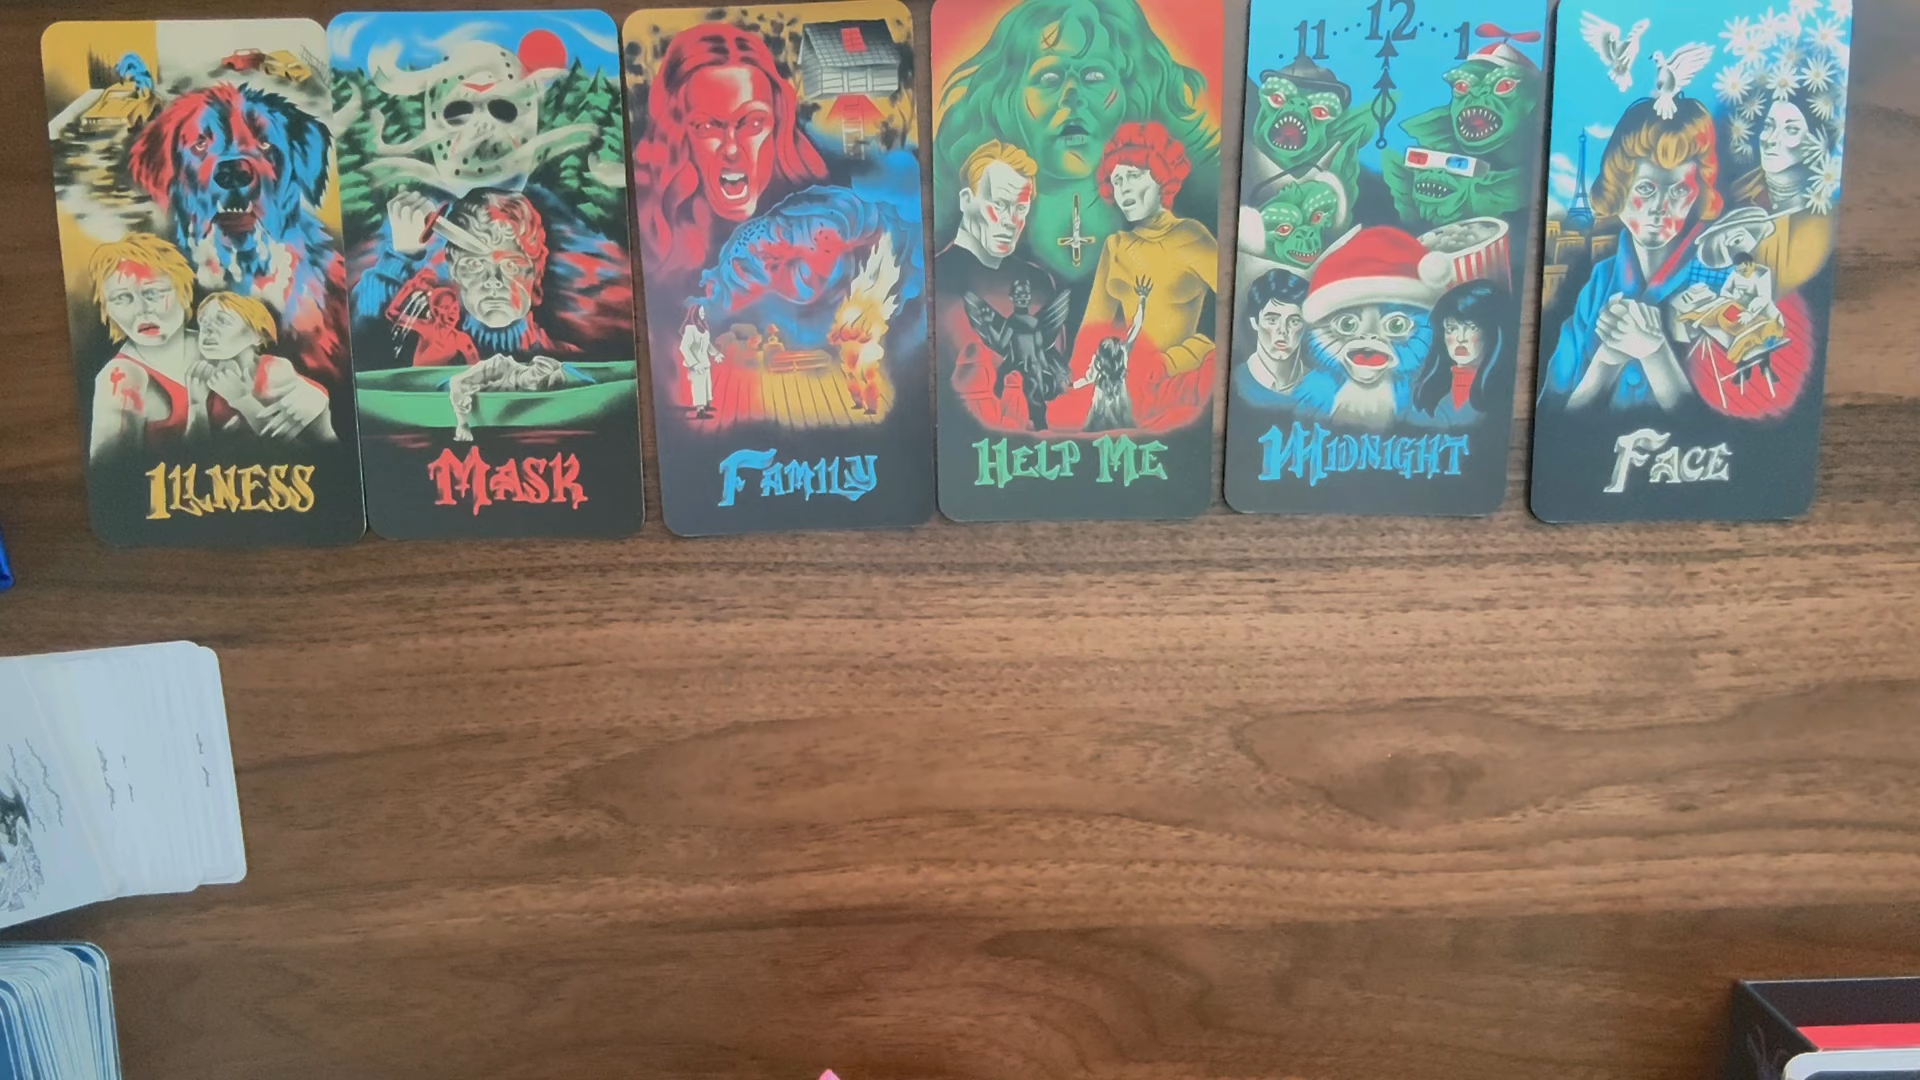 11 12 1
ILLNESS
MASK
FAMILY
HELP ME
MIDNIGHT
FACE